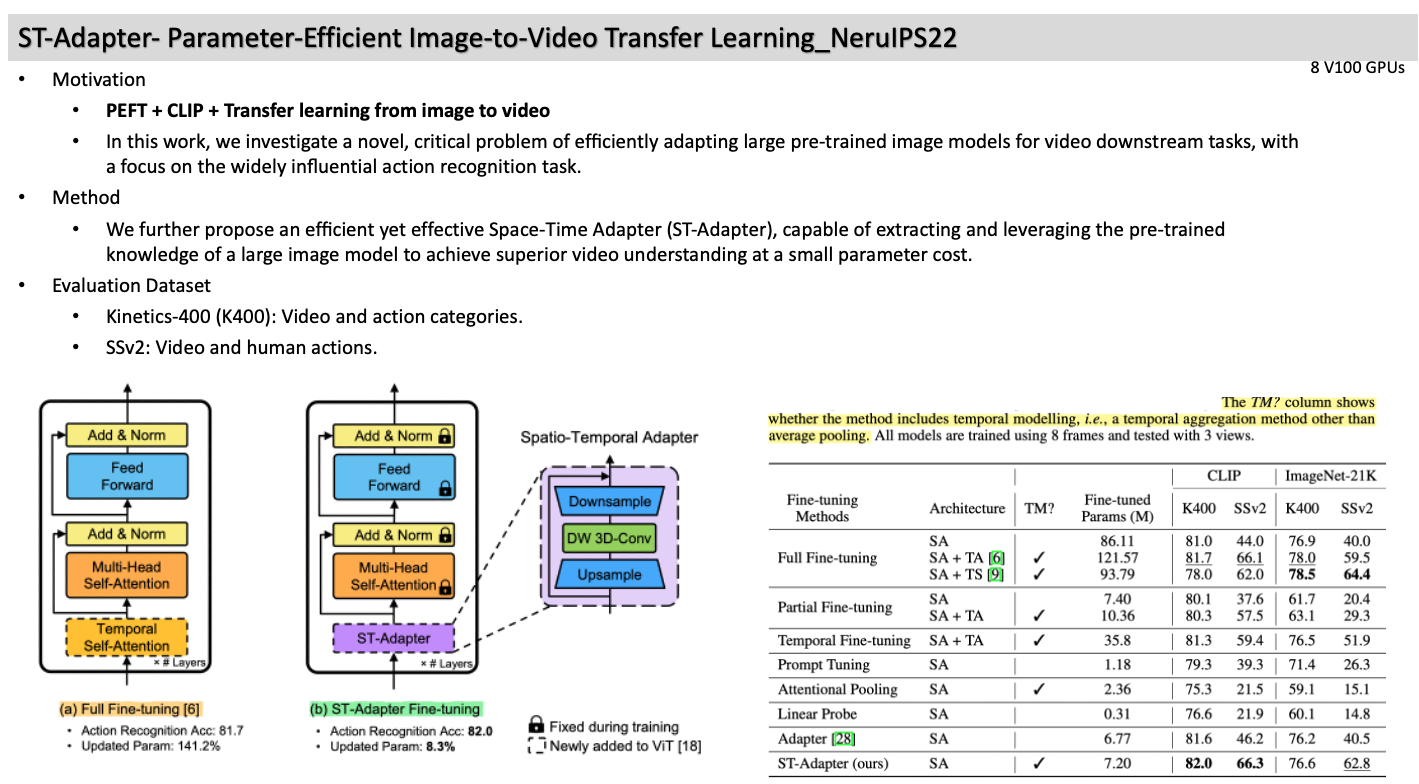 ST-Adapter- Parameter-Efficient Image-to-Video Transfer Learning_NeruIPS22
8 V100 GPUs
• Motivation
• PEFT + CLIP + Transfer learning from image to video
• In this work, we investigate a novel, critical problem of efficiently adapting large pre-trained image models for video downstream tasks, with
a focus on the widely influential action recognition task.
• Method
• We further propose an efficient yet effective Space-Time Adapter (ST-Adapter), capable of extracting and leveraging the pre-trained
knowledge of a large image model to achieve superior video understanding at a small parameter cost.
• Evaluation Dataset
• Kinetics-400 (K400): Video and action categories.
• SSv2: Video and human actions.
Add & Norm
Feed
Forward
Add & Norm
Multi-Head
Self-Attention
Temporal
Self-Attention
× # Layers
(a) Full Fine-tuning [6]
• Action Recognition Acc: 81.7
• Updated Param: 141.2%
Add & Norm
Feed
Forward
Add & Norm
Multi-Head
Self-Attention
ST-Adapter
× # Layers
(b) ST-Adapter Fine-tuning
• Action Recognition Acc: 82.0
• Updated Param: 8.3%
Spatio-Temporal Adapter
Downsample
DW 3D-Conv
Upsample
Fixed during training
Newly added to ViT [18]
The TM? column shows
whether the method includes temporal modelling, i.e., a temporal aggregation method other than
average pooling. All models are trained using 8 frames and tested with 3 views.
CLIP ImageNet-21K
Fine-tuning
Methods Architecture TM? Fine-tuned
Params (M) K400 SSv2 K400 SSv2
SA 86.11 81.0 44.0 76.9 40.0
Full Fine-tuning SA + TA [6] ✓ 121.57 81.7 66.1 78.0 59.5
SA + TS [9] ✓ 93.79 78.0 62.0 78.5 64.4
Partial Fine-tuning SA 7.40 80.1 37.6 61.7 20.4
SA + TA ✓ 10.36 80.3 57.5 63.1 29.3
Temporal Fine-tuning SA + TA ✓ 35.8 81.3 59.4 76.5 51.9
Prompt Tuning SA 1.18 79.3 39.3 71.4 26.3
Attentional Pooling SA ✓ 2.36 75.3 21.5 59.1 15.1
Linear Probe SA 0.31 76.6 21.9 60.1 14.8
Adapter [28] SA 6.77 81.6 46.2 76.2 40.5
ST-Adapter (ours) SA ✓ 7.20 82.0 66.3 76.6 62.8